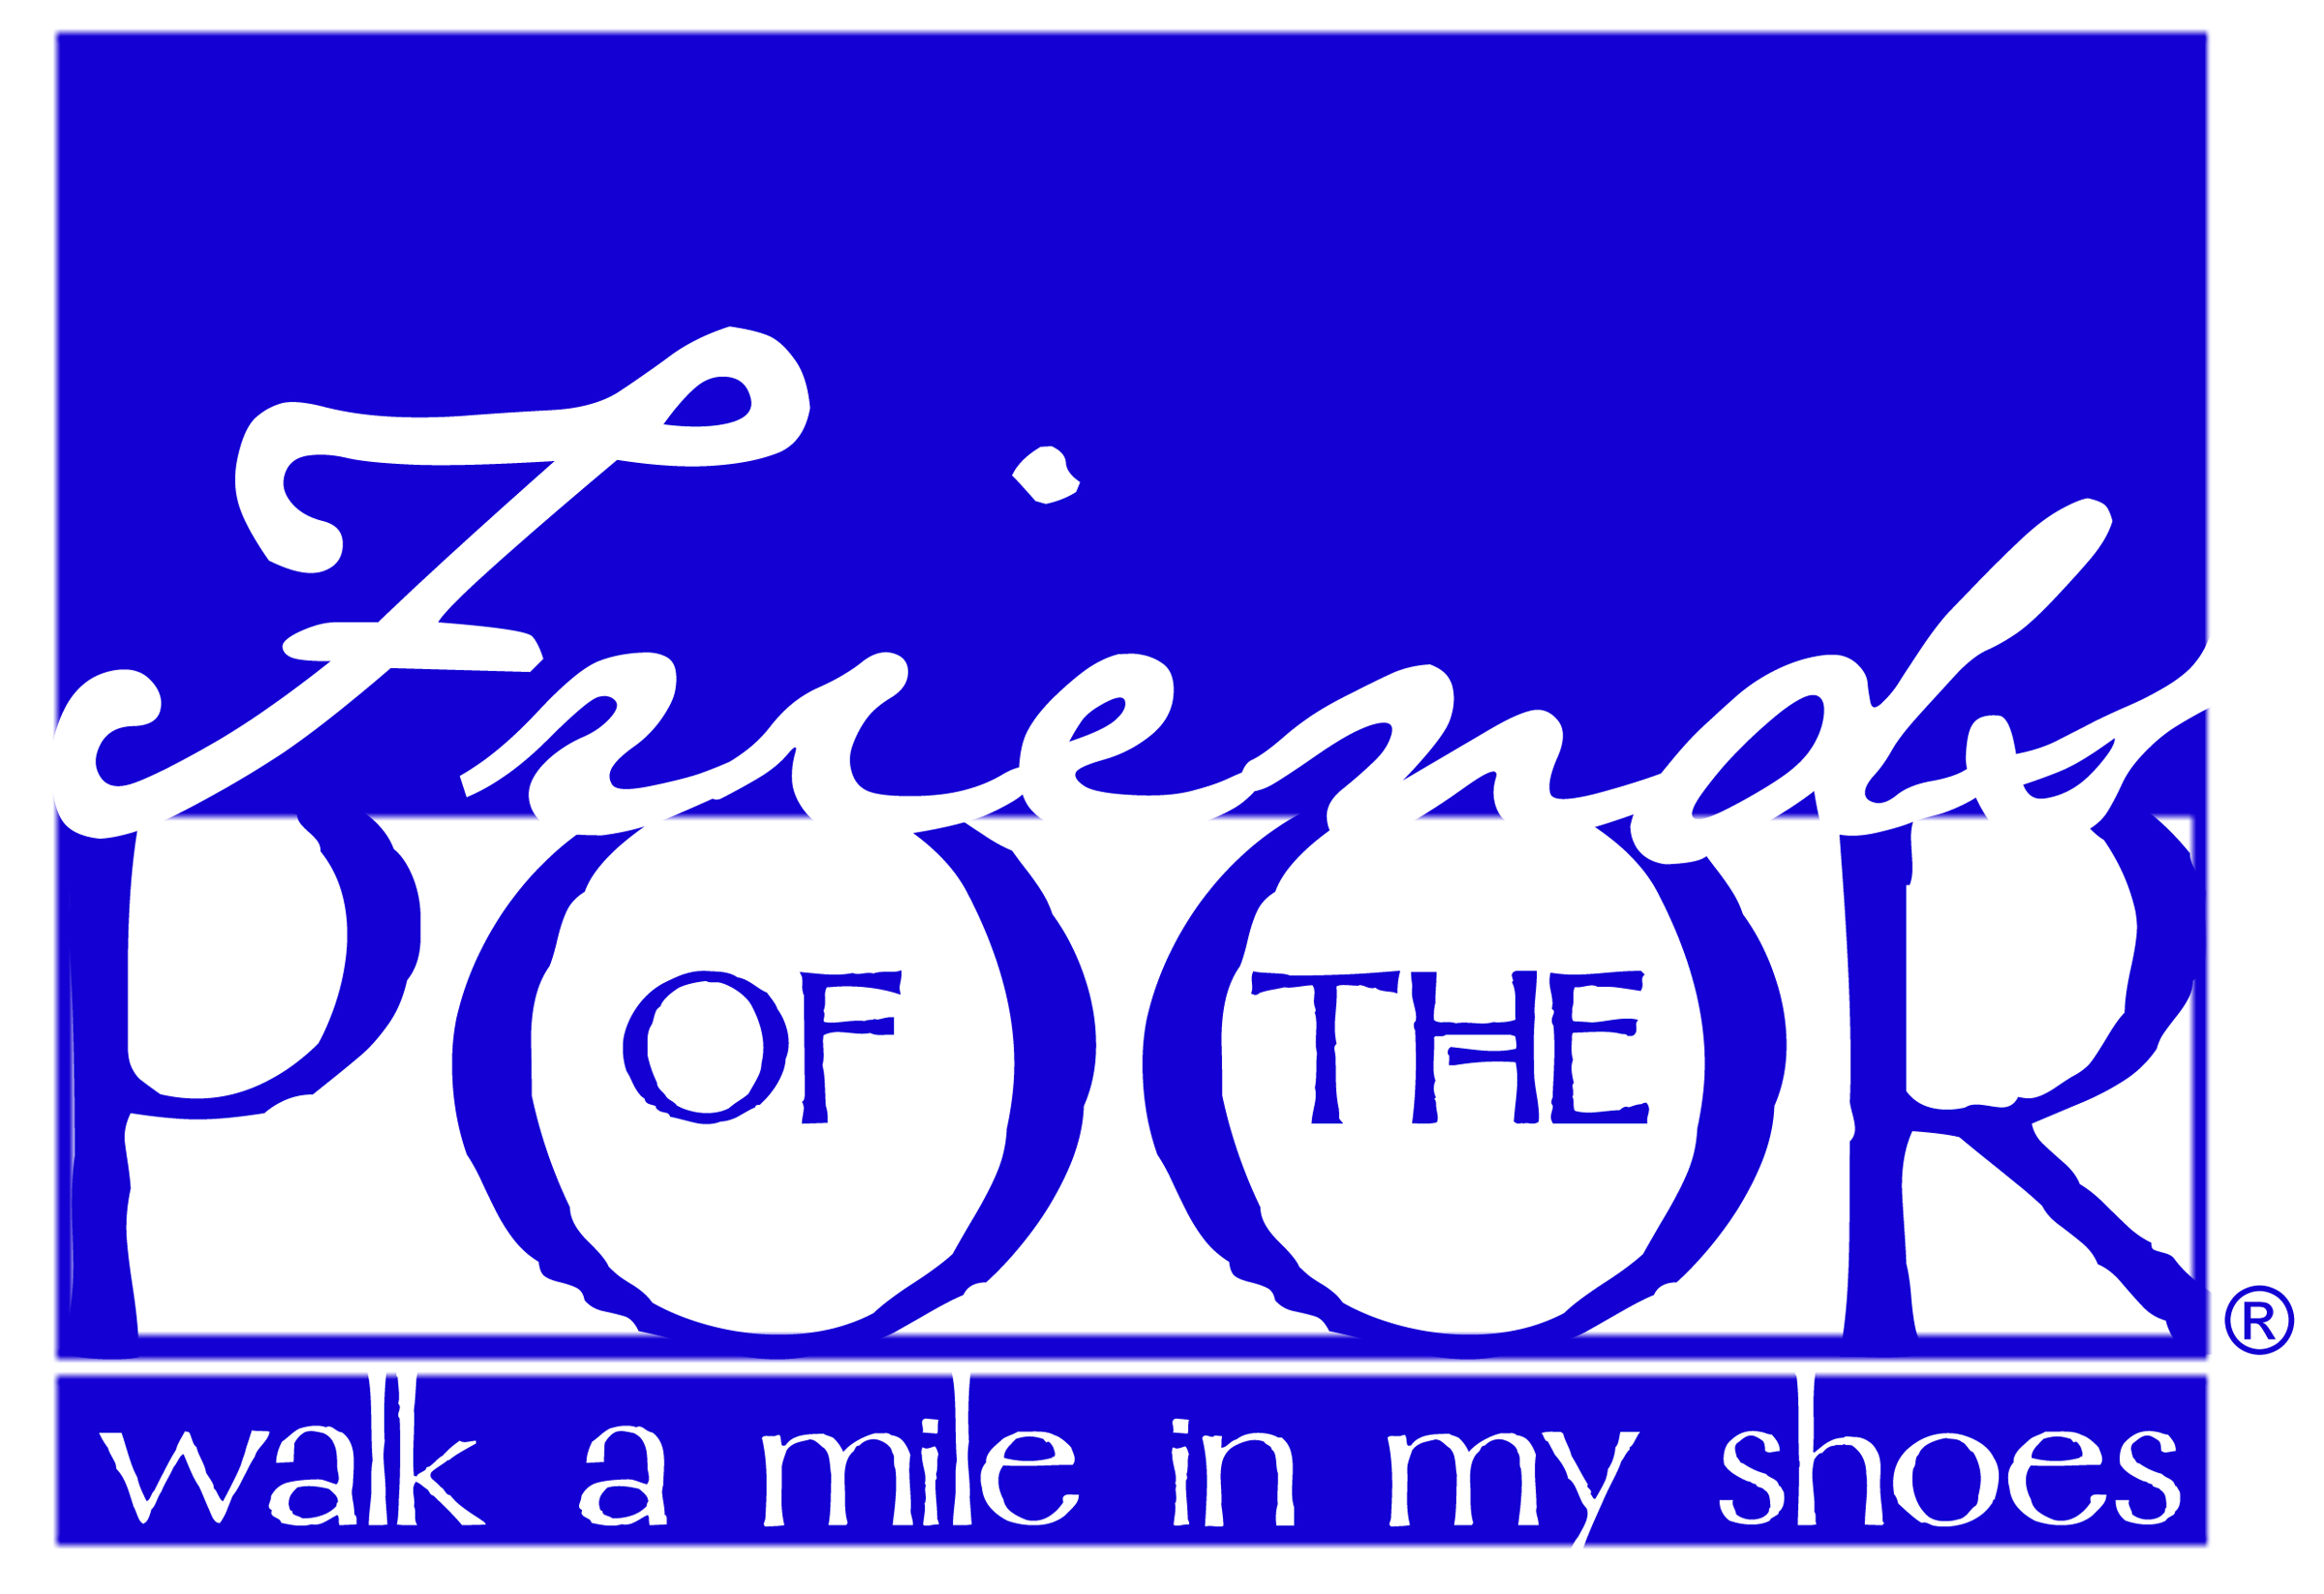 Friends
OF THE
POOR ®
walk a mile in my shoes